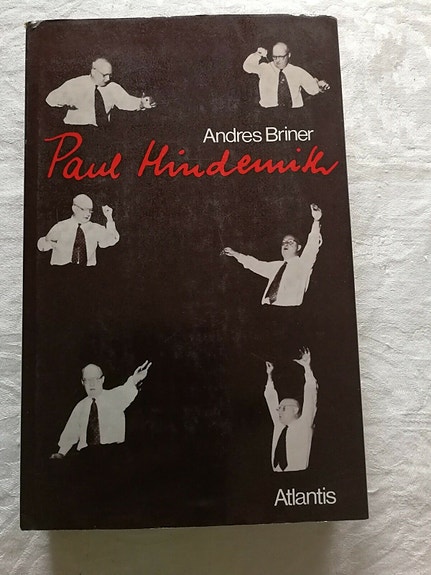 Andres Briner
Paul Hindemith
Atlantis